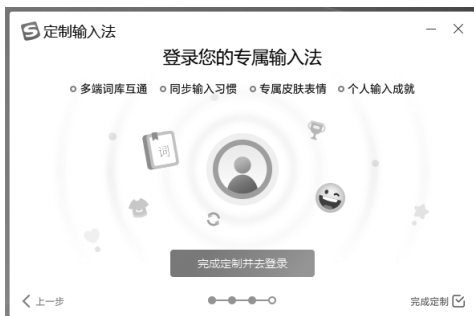 定制输入法
登录您的专属输入法
多端词库互通 同步输入习惯 专属皮肤表情 个人输入成就
词
完成定制并去登录
上一步 完成定制